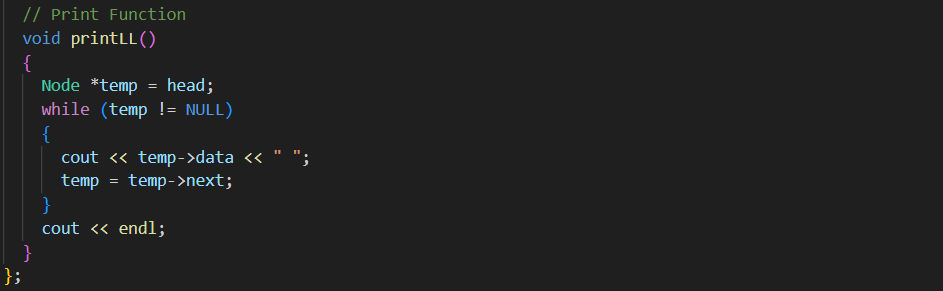 // Print Function
void printLL()
{
Node *temp = head;
while (temp != NULL)
{
cout << temp->data << " ";
temp = temp->next;
}
cout << endl;
}
};